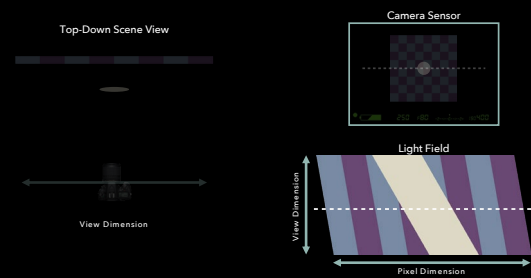 Top-Down Scene View
View Dimension
Camera Sensor
Light Field
View Dimension
Pixel Dimension